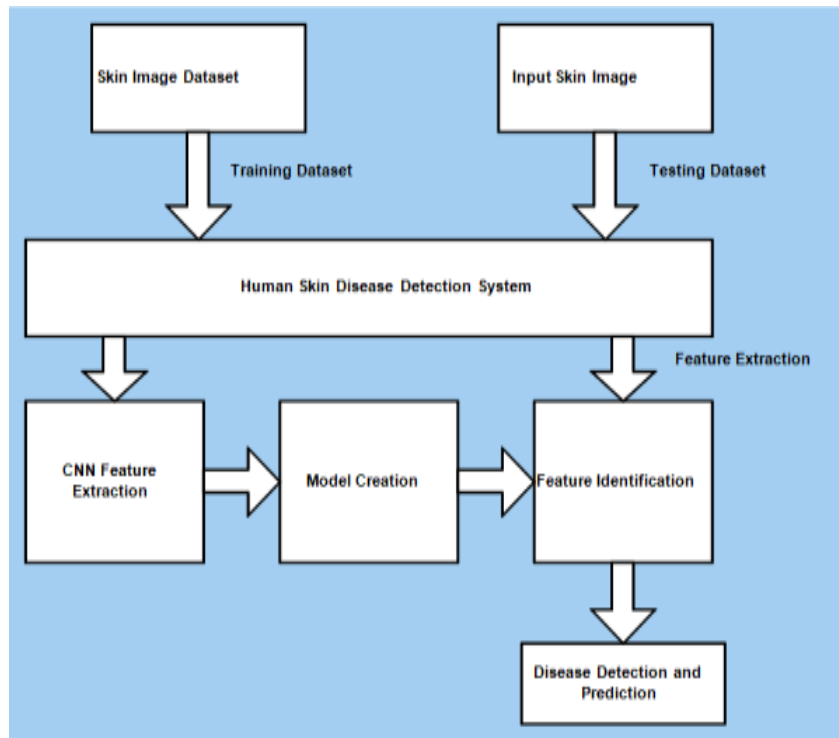 Skin Image Dataset
Input Skin Image
Training Dataset
Testing Dataset
Human Skin Disease Detection System
Feature Extraction
CNN Feature
Extraction
Model Creation
Feature Identification
Disease Detection and
Prediction